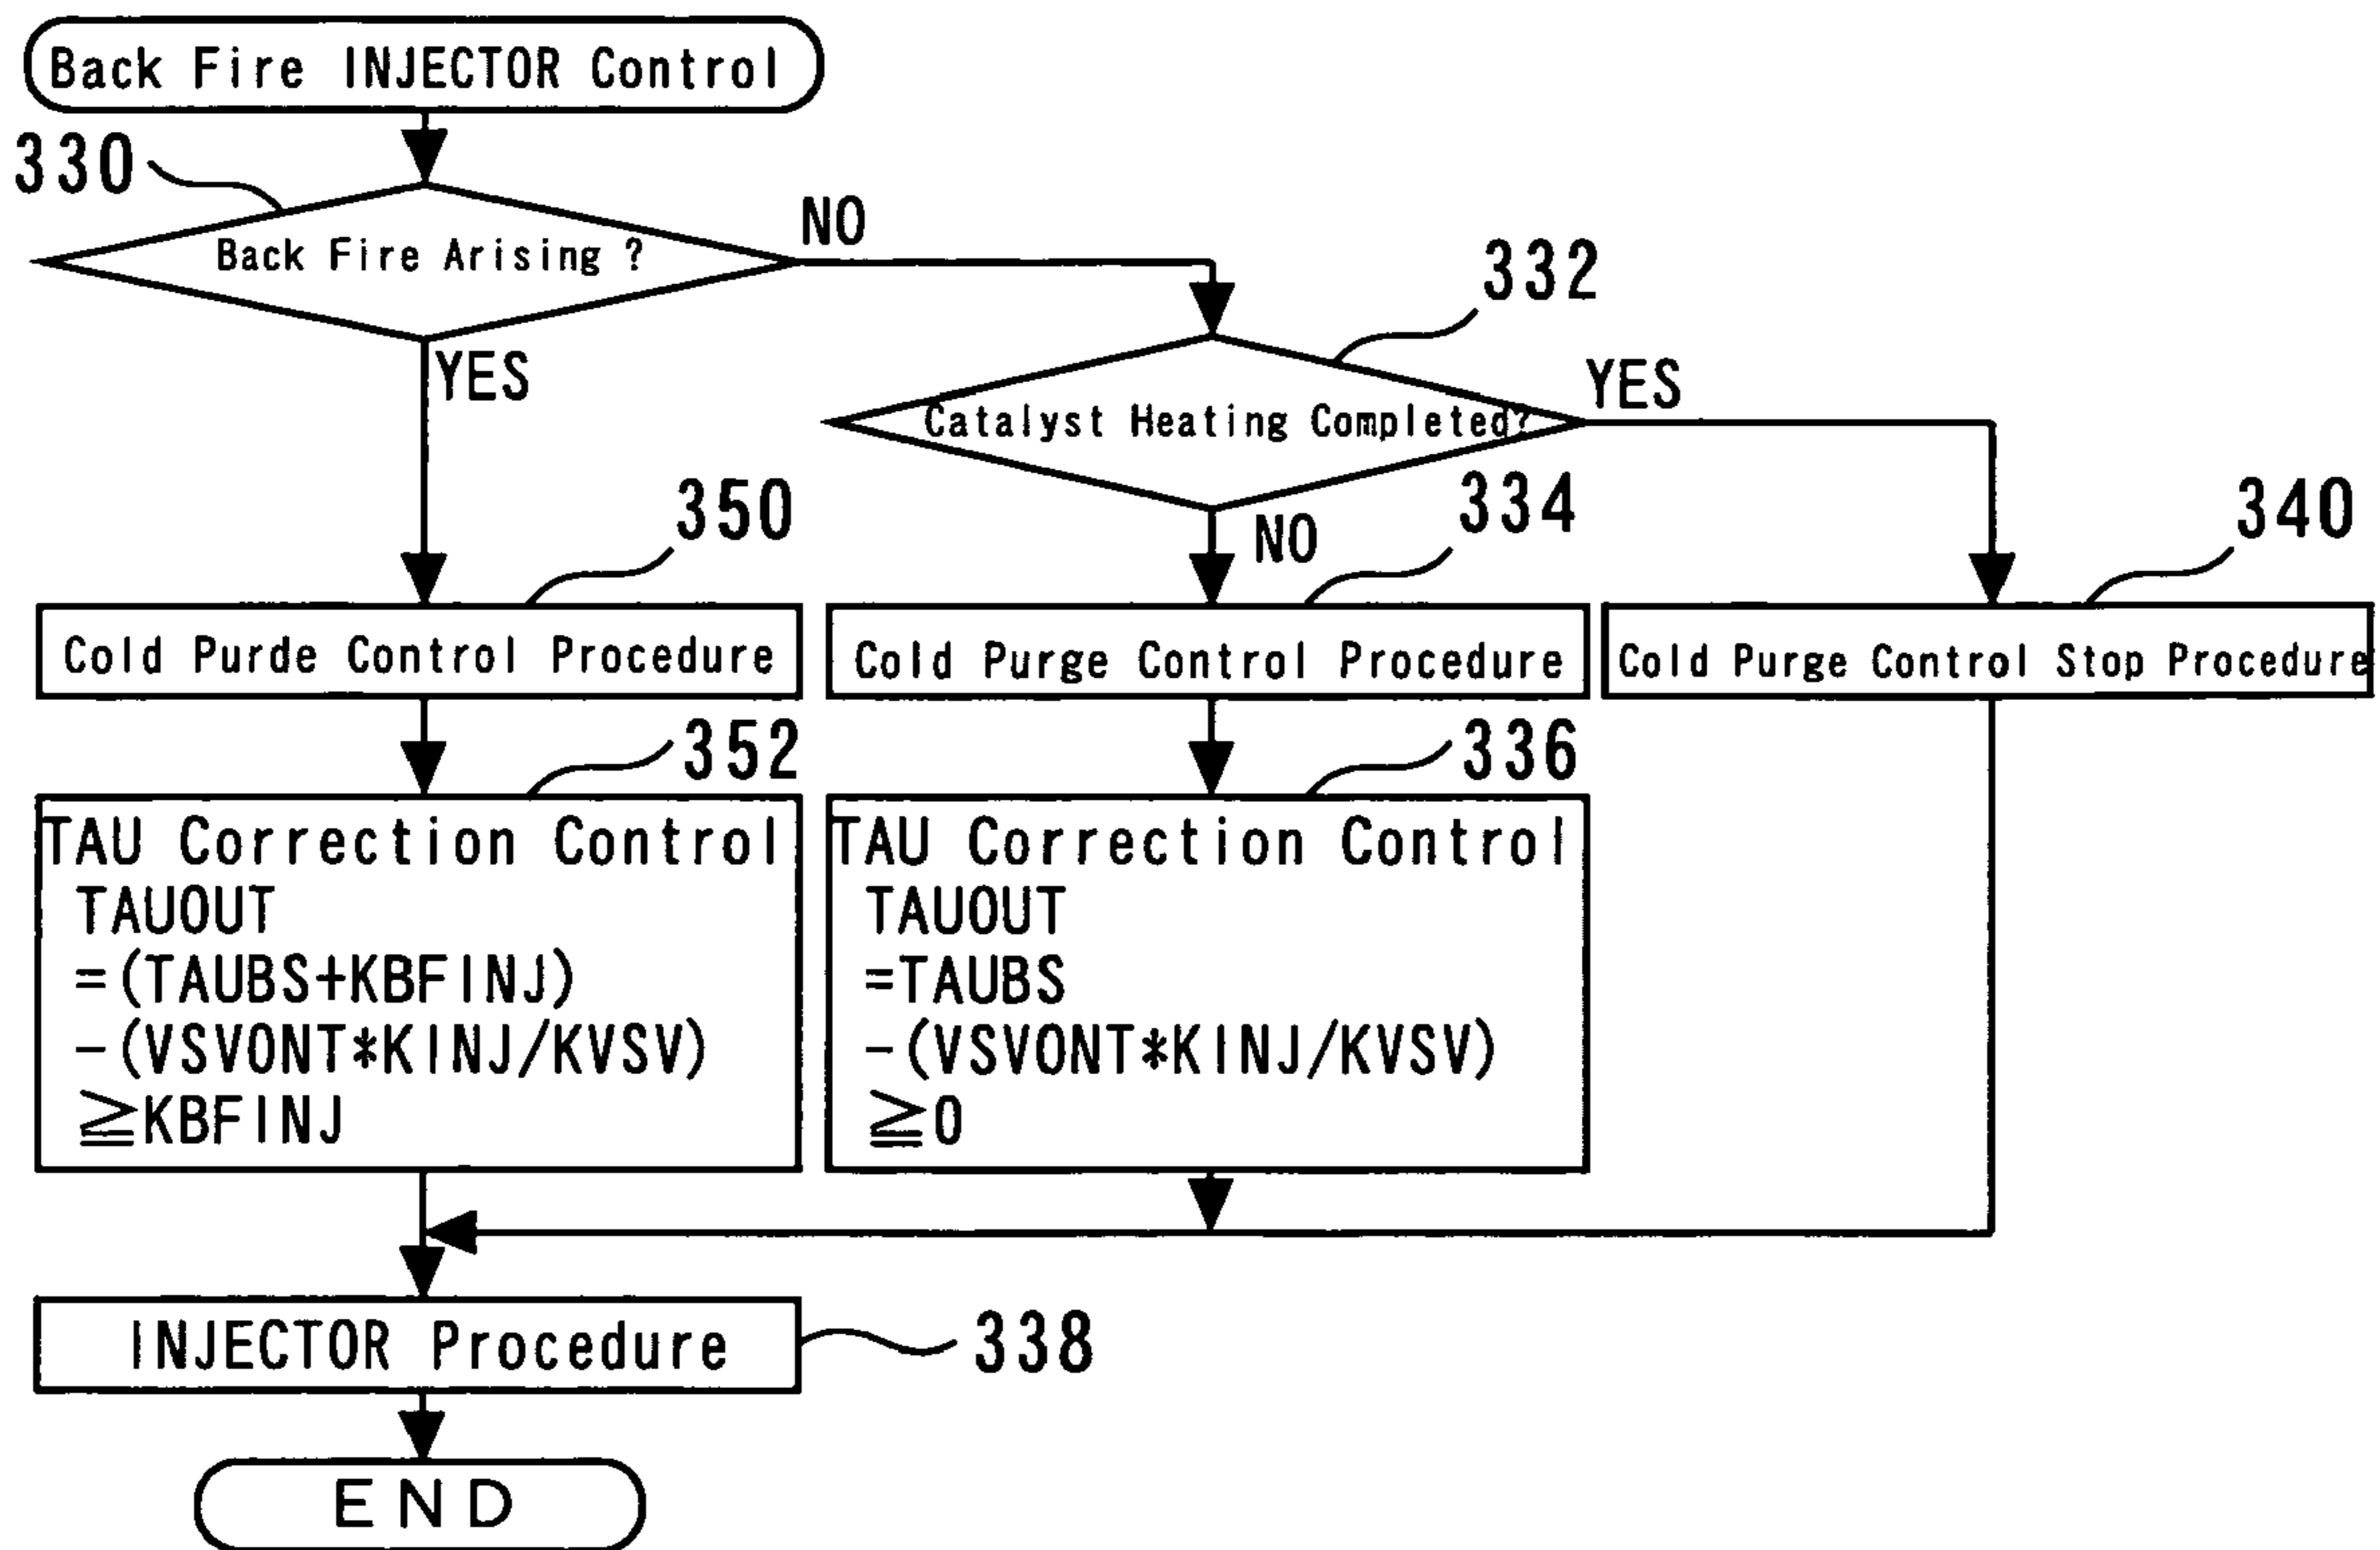 Back Fire INJECTOR Control
330
Back Fire Arising ?
NO
YES
332
Catalyst Heating Completed?
YES
NO
350
Cold Purde Control Procedure
334
Cold Purge Control Procedure
340
Cold Purge Control Stop Procedure
352
TAU Correction Control
TAUOUT
=(TAUBS+KBFINJ)
-(VSVONT*KINJ/KVSV)
≧KBFINJ
336
TAU Correction Control
TAUOUT
=TAUBS
-(VSVONT*KINJ/KVSV)
≧0
INJECTOR Procedure
338
END